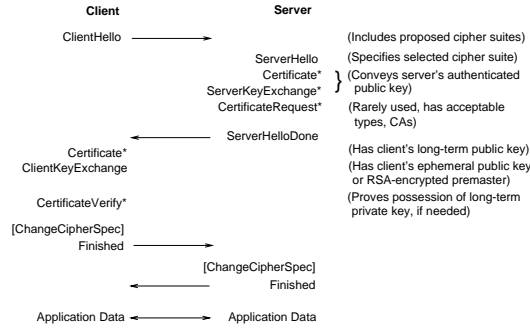 Client Server
ClientHello (Includes proposed cipher suites)
ServerHello (Specifies selected cipher suite)
Certificate* } (Conveys server's authenticated
ServerKeyExchange* public key)
CertificateRequest* (Rarely used, has acceptable
types, CAs)
ServerHelloDone
Certificate* (Has client's long-term public key)
ClientKeyExchange (Has client's ephemeral public key
or RSA-encrypted premaster)
CertificateVerify* (Proves possession of long-term
private key, if needed)
[ChangeCipherSpec]
Finished
[ChangeCipherSpec]
Finished
Application Data Application Data